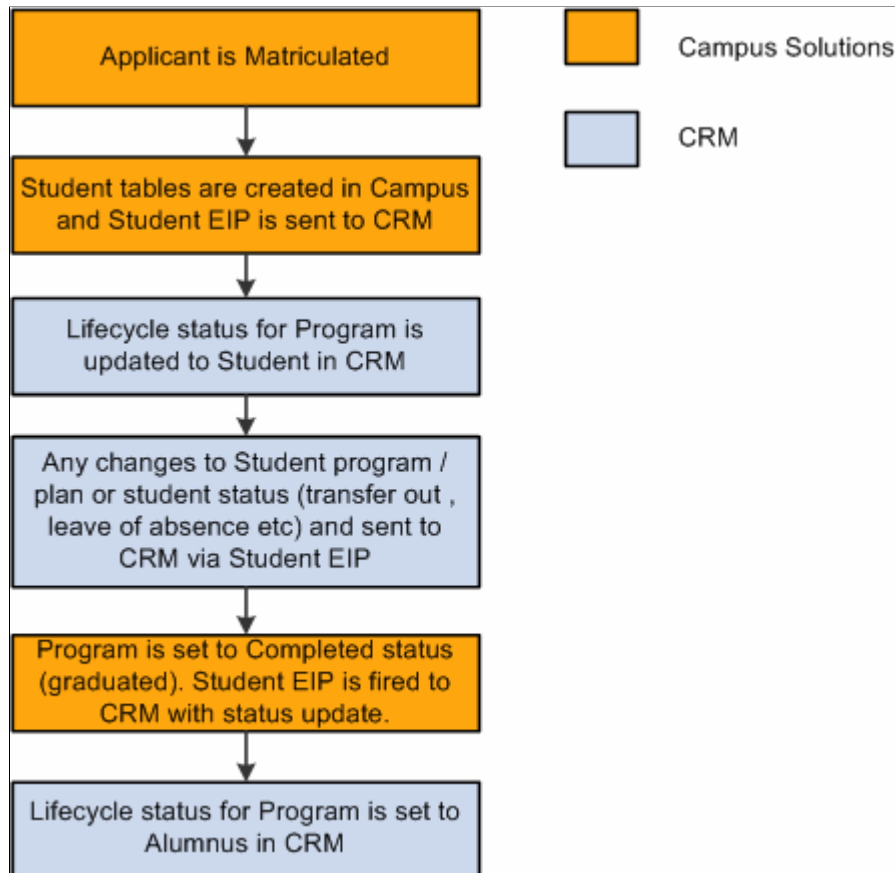 Applicant is Matriculated
Campus Solutions
CRM
Student tables are created in Campus
and Student EIP is sent to CRM
Lifecycle status for Program is
updated to Student in CRM
Any changes to Student program /
plan or student status (transfer out ,
leave of absence etc) and sent to
CRM via Student EIP
Program is set to Completed status
(graduated). Student EIP is fired to
CRM with status update.
Lifecycle status for Program is set to
Alumnus in CRM